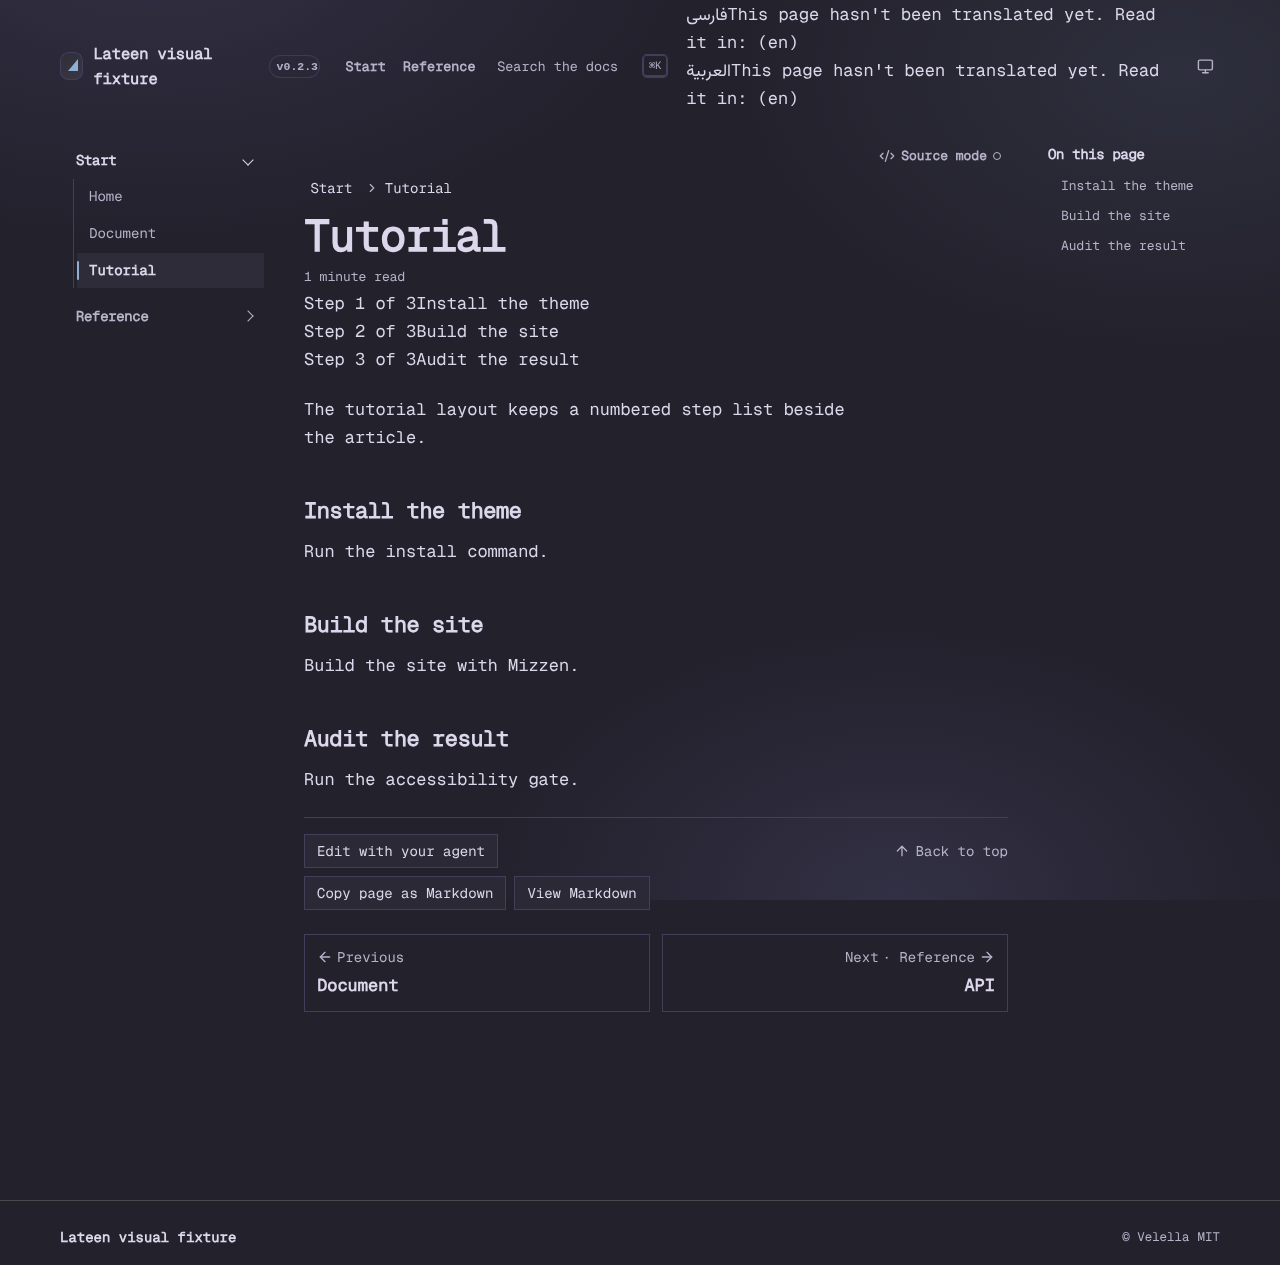 Lateen visual
fixture
v0.2.3
Start
Reference
Search the docs
⌘K
فارسیThis page hasn't been translated yet. Read
it in: (en)
العربيةThis page hasn't been translated yet. Read
it in: (en)
Start
Home
Document
Tutorial
Reference
Source mode
Start
Tutorial
Tutorial
1 minute read
Step 1 of 3Install the theme
Step 2 of 3Build the site
Step 3 of 3Audit the result
The tutorial layout keeps a numbered step list beside
the article.
Install the theme
Run the install command.
Build the site
Build the site with Mizzen.
Audit the result
Run the accessibility gate.
Edit with your agent
Back to top
Copy page as Markdown
View Markdown
Previous
Document
Next · Reference
API
On this page
Install the theme
Build the site
Audit the result
Lateen visual fixture
© Velella MIT